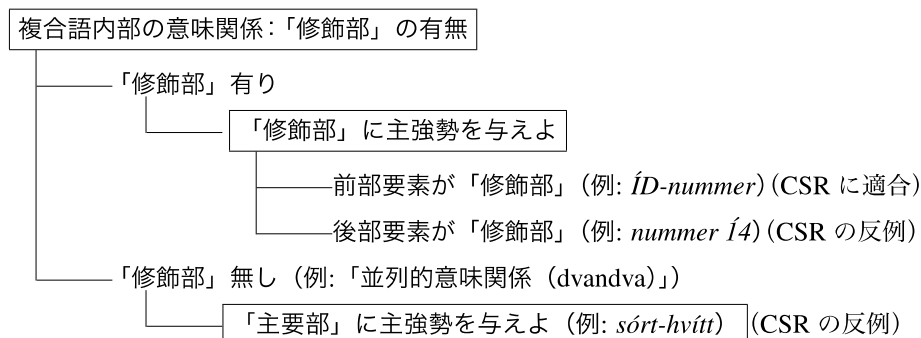 複合語内部の意味関係：「修飾部」の有無
「修飾部」有り
「修飾部」に主強勢を与えよ
前部要素が「修飾部」（例: ÍD-nummer）（CSR に適合）
後部要素が「修飾部」（例: nummer Í4）（CSR の反例）
「修飾部」無し（例:「並列的意味関係（dvandva）」）
「主要部」に主強勢を与えよ（例: sórt-hvítt）（CSR の反例）